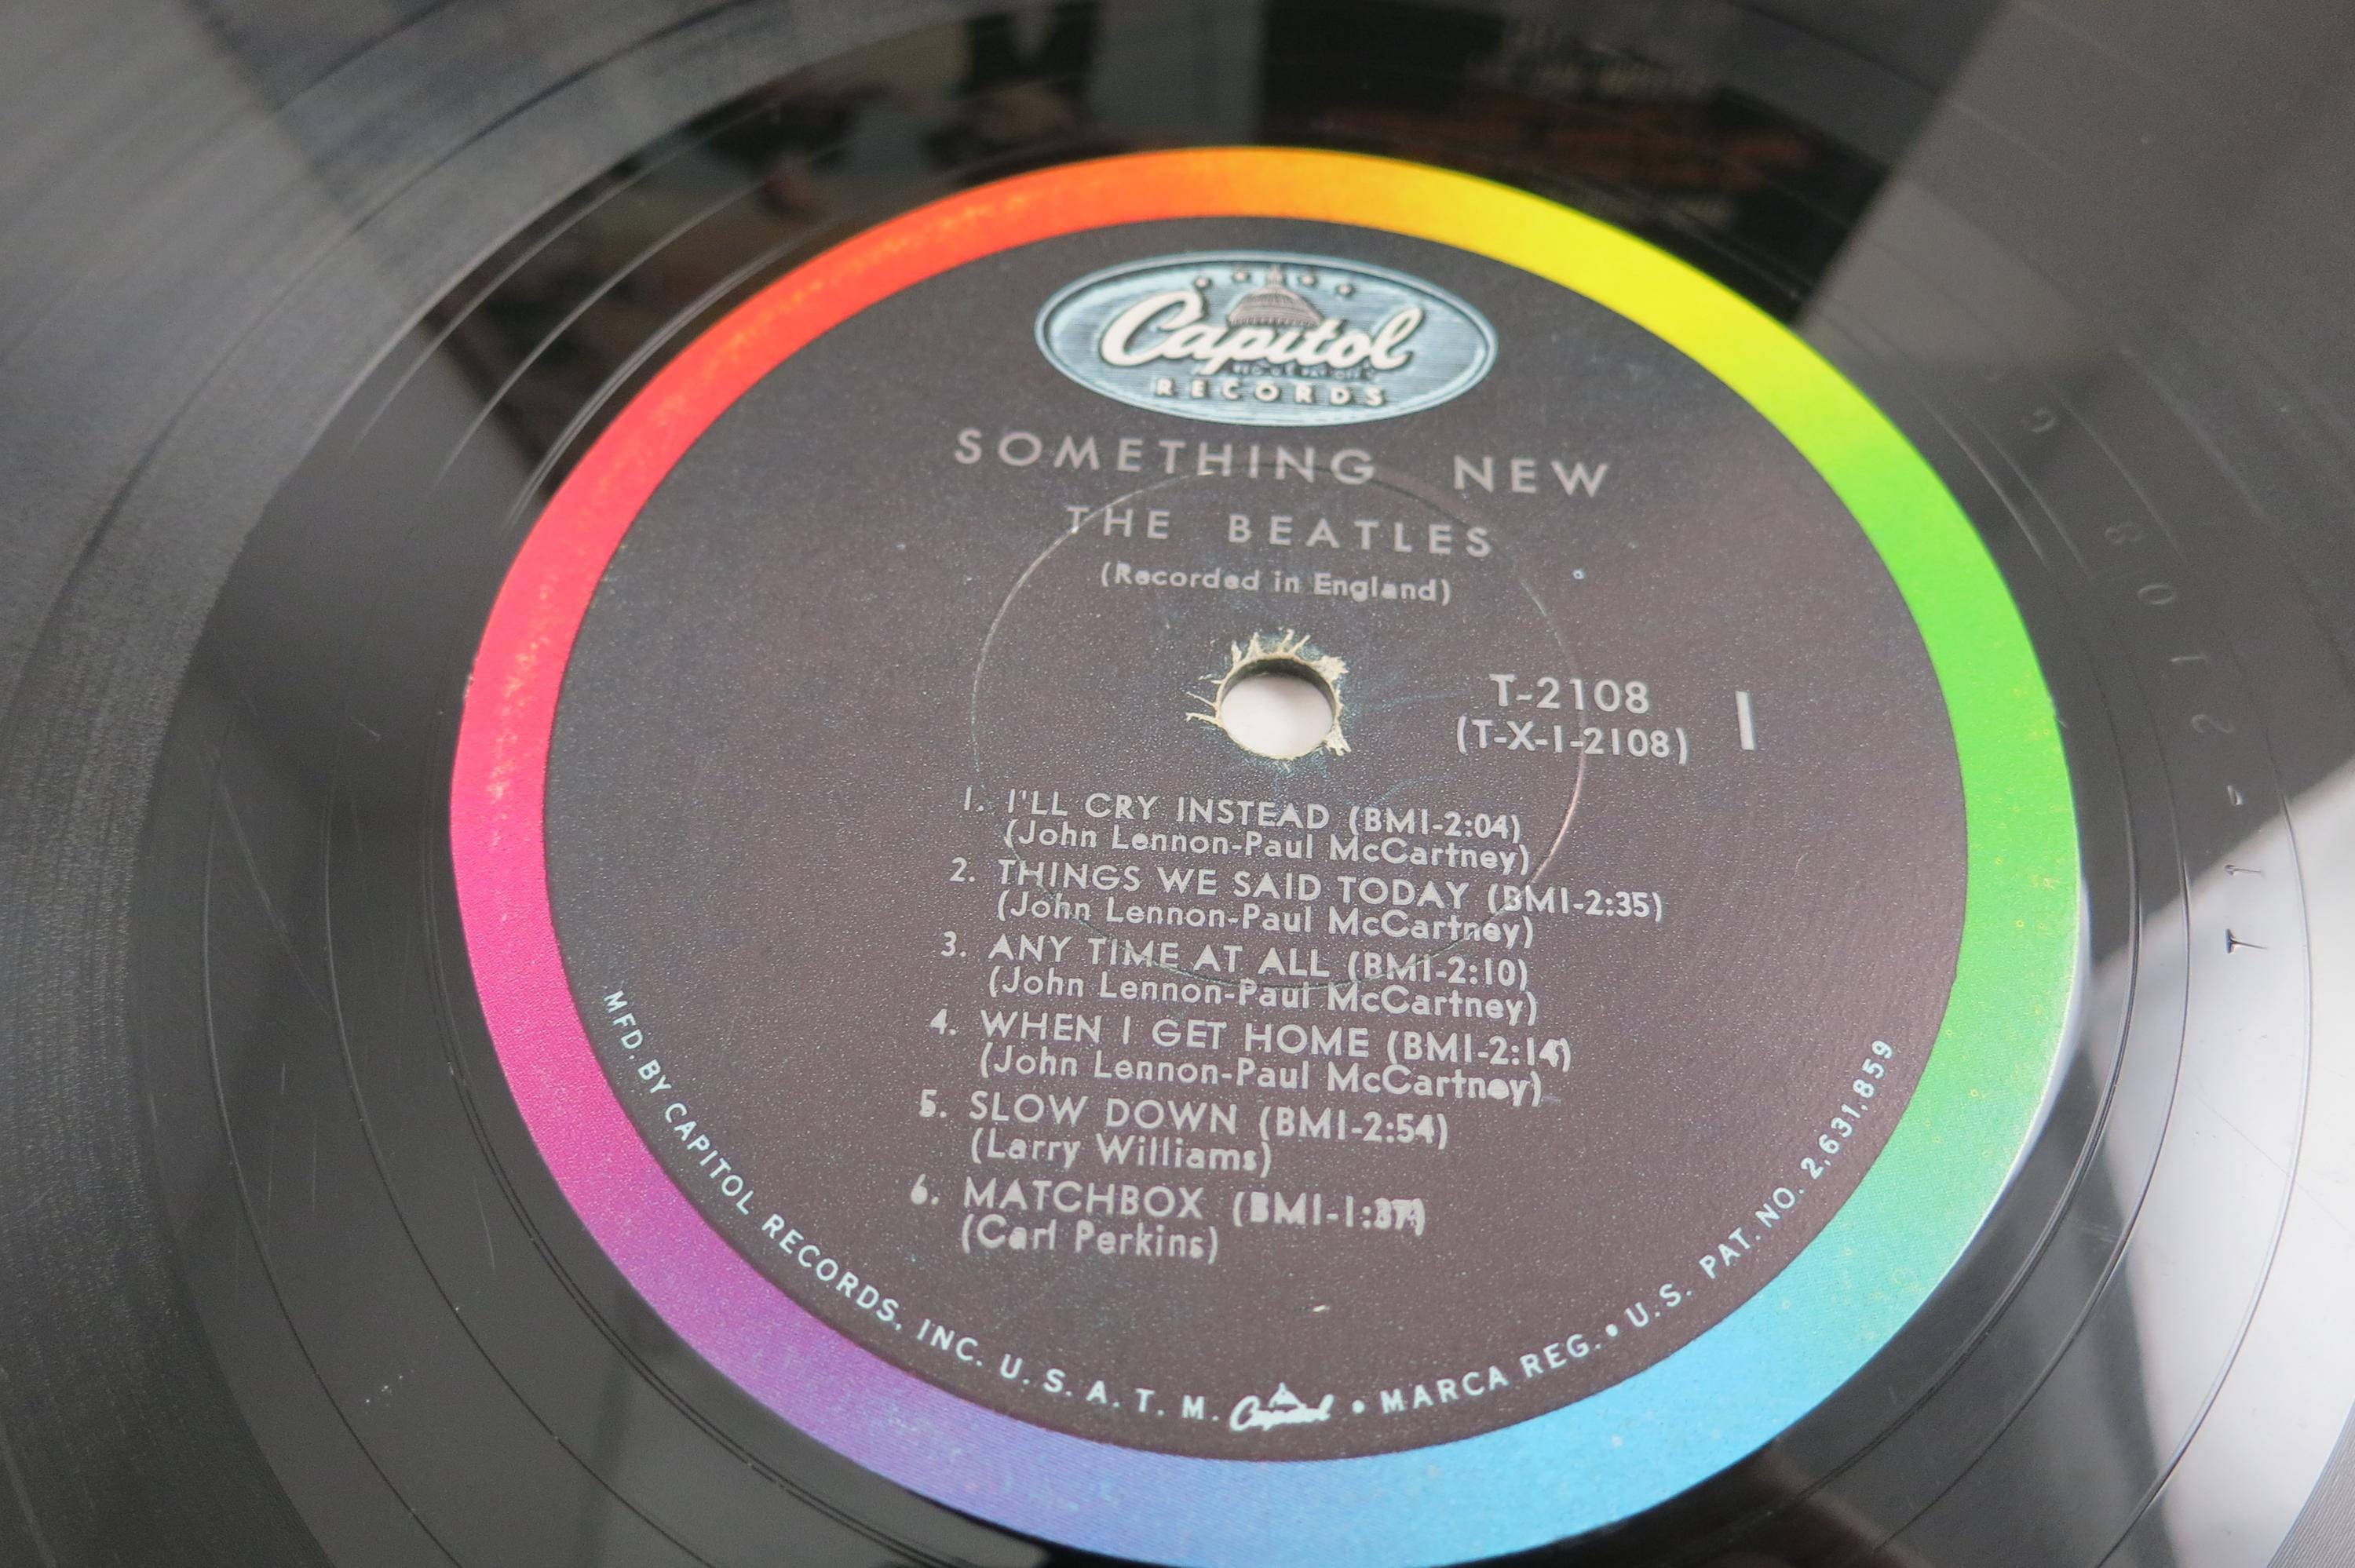 Capitol
RECORDS
SOMETHING NEW
THE BEATLES
(Recorded in England)
T-2108
(T-X-1-2108)
1
1. I'LL CRY INSTEAD (BMI-2:04)
(John Lennon-Paul McCartney)
2. THINGS WE SAID TODAY (BMI-2:35)
(John Lennon-Paul McCartney)
3. ANY TIME AT ALL (BMI-2:10)
(John Lennon-Paul McCartney)
4. WHEN I GET HOME (BMI-2:14)
(John Lennon-Paul McCartney)
5. SLOW DOWN (BMI-2:54)
(Larry Williams)
6. MATCHBOX (BMI-1:37)
(Carl Perkins)
MFD. BY CAPITOL RECORDS, INC. U. S. A. T. M. Capitol • MARCA REG. • U.S. PAT. NO. 2,631,859